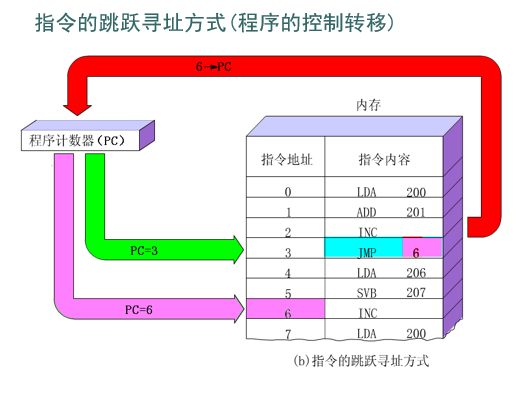 指令的跳跃寻址方式(程序的控制转移)
6→PC
内存
程序计数器(PC)
指令地址 指令内容
0 LDA 200
1 ADD 201
2 INC
3 JMP 6
PC=3
4 LDA 206
5 SVB 207
PC=6
6 INC
7 LDA 200
(b)指令的跳跃寻址方式